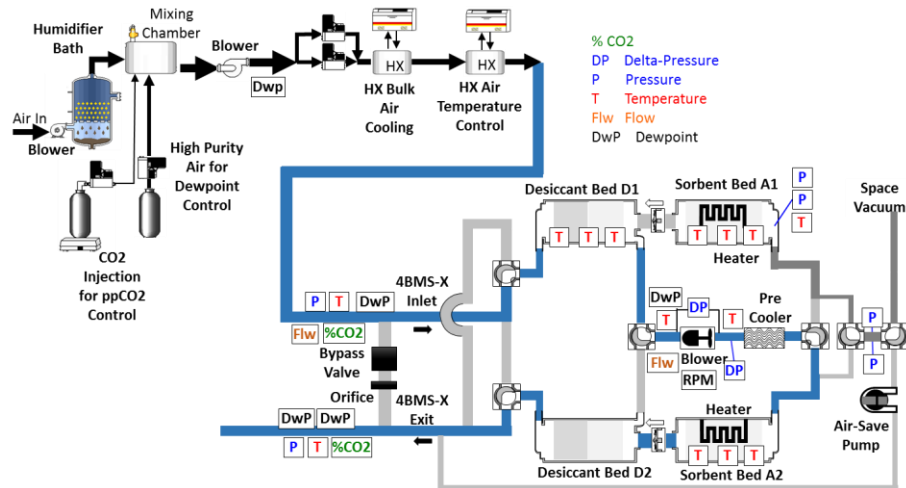 Mixing
Chamber
Humidifier
Bath
Blower
Dwp
HX
HX
HX Bulk
Air
Cooling
HX Air
Temperature
Control
Air In
Blower
High Purity
Air for
Dewpoint
Control
CO2
Injection
for ppCO2
Control
% CO2
DP Delta-Pressure
P Pressure
T Temperature
Flw Flow
DwP Dewpoint
Desiccant Bed D1
Sorbent Bed A1
P
P
T
Space
Vacuum
T T T
T T T
Heater
4BMS-X
Inlet
P T DwP
Flw %CO2
Bypass
Valve
Orifice
DwP
T DP T
Pre
Cooler
Flw Blower DP
RPM
P
P
4BMS-X
Exit
DwP DwP
P T %CO2
Heater
T T T
Air-Save
Pump
Desiccant Bed D2
Sorbent Bed A2